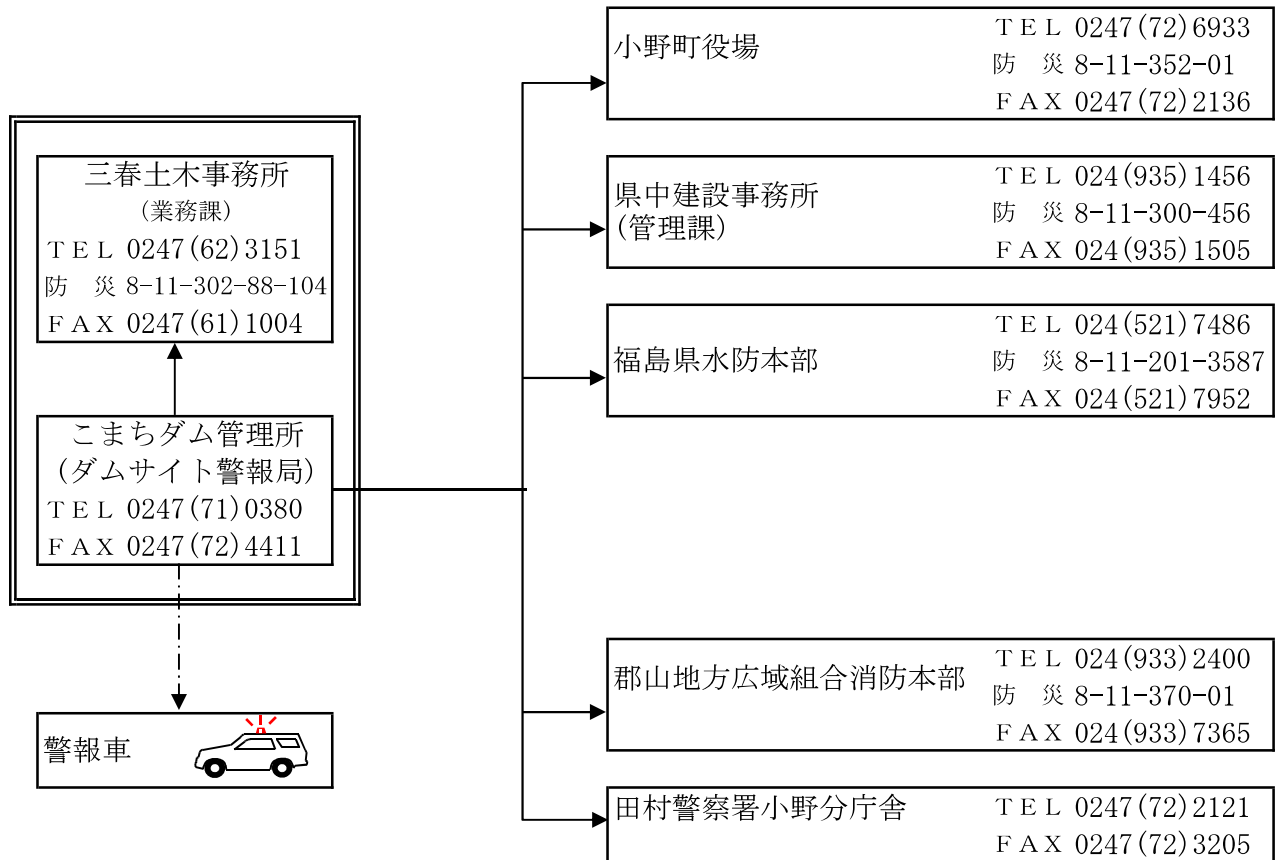 三春土木事務所
(業務課)
ＴＥＬ 0247(62)3151
防　災 8-11-302-88-104
ＦＡＸ 0247(61)1004
こまちダム管理所
(ダムサイト警報局)
ＴＥＬ 0247(71)0380
ＦＡＸ 0247(72)4411
警報車
小野町役場
ＴＥＬ 0247(72)6933
防　災 8-11-352-01
ＦＡＸ 0247(72)2136
県中建設事務所
(管理課)
ＴＥＬ 024(935)1456
防　災 8-11-300-456
ＦＡＸ 024(935)1505
福島県水防本部
ＴＥＬ 024(521)7486
防　災 8-11-201-3587
ＦＡＸ 024(521)7952
郡山地方広域組合消防本部
ＴＥＬ 024(933)2400
防　災 8-11-370-01
ＦＡＸ 024(933)7365
田村警察署小野分庁舎
ＴＥＬ 0247(72)2121
ＦＡＸ 0247(72)3205